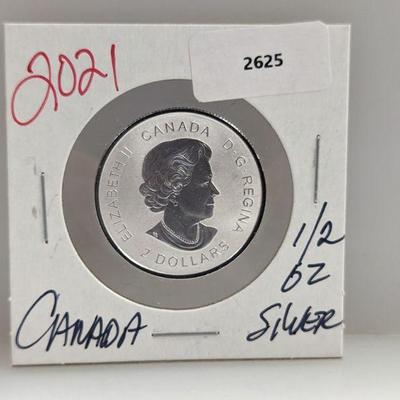 2021
2625
ELIZABETH II CANADA D·G·REGINA
2 DOLLARS
1/2
OZ
CANADA
SILVER